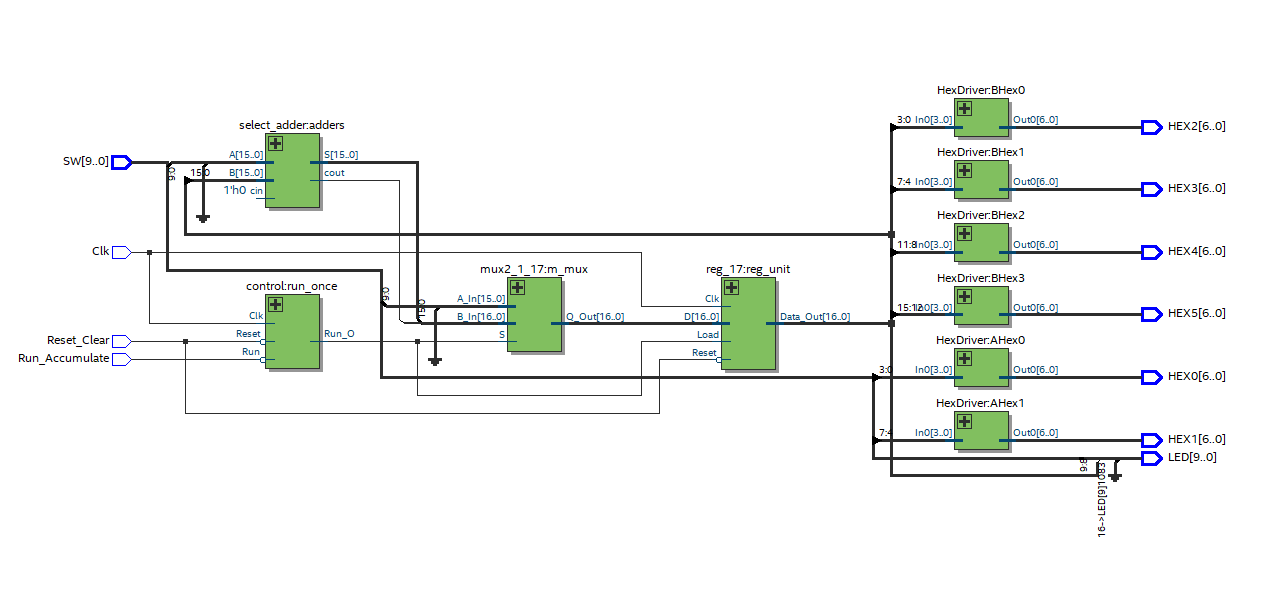 HexDriver:BHex0
3:0 In0[3..0] Out0[6..0] HEX2[6..0]
select_adder:adders
SW[9..0] 9:0 A[15..0] S[15..0]
15:0 B[15..0] cout
1'h0 cin
HexDriver:BHex1
7:4 In0[3..0] Out0[6..0] HEX3[6..0]
HexDriver:BHex2
11:8 In0[3..0] Out0[6..0] HEX4[6..0]
Clk
control:run_once
Clk
Reset_Clear Reset Run_O
Run_Accumulate Run
mux2_1_17:m_mux
9:0 A_In[15..0]
15:0 B_In[16..0] Q_Out[16..0]
S
reg_17:reg_unit
Clk
D[16..0] Data_Out[16..0]
Load
Reset
HexDriver:BHex3
15:12 In0[3..0] Out0[6..0] HEX5[6..0]
HexDriver:AHex0
3:0 In0[3..0] Out0[6..0] HEX0[6..0]
HexDriver:AHex1
7:4 In0[3..0] Out0[6..0] HEX1[6..0]
LED[9..0]
9:8
16->LED[9]1083